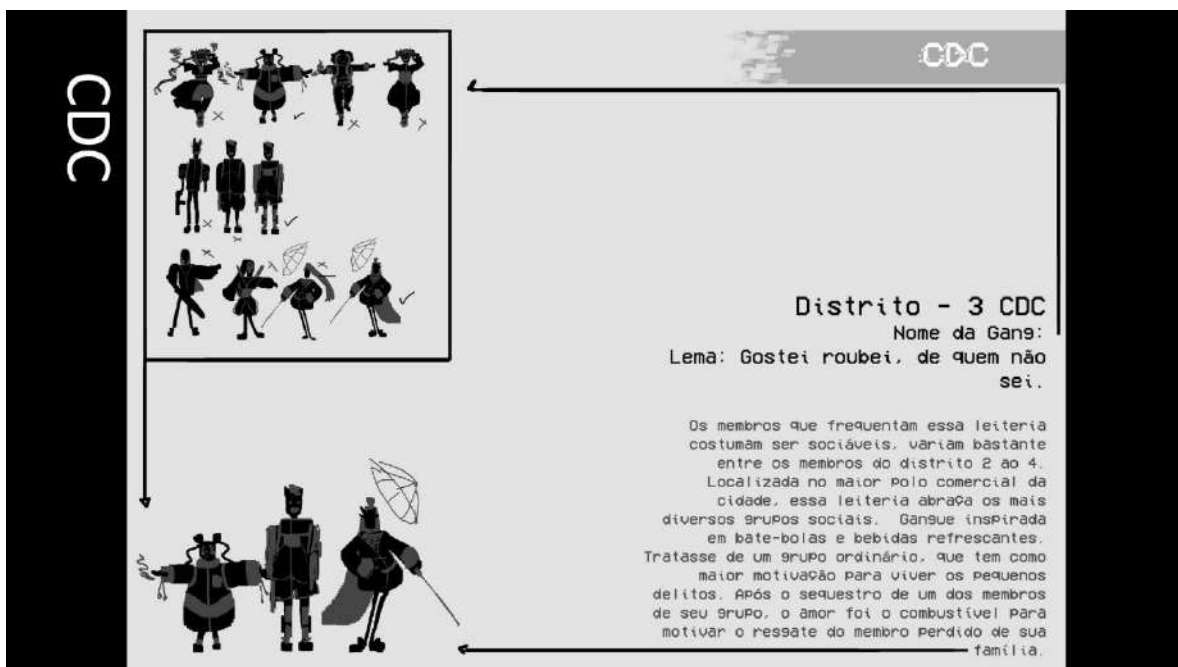 CDC
CDC
Distrito - 3 CDC
Nome da Gang:
Lema: Gostei roubei, de quem não
sei.
Os membros que frequentam essa leiteria
costumam ser sociáveis, variam bastante
entre os membros do distrito 2 ao 4.
Localizada no maior polo comercial da
cidade, essa leiteria abraça os mais
diversos grupos sociais. Gangue inspirada
em bate-bolas e bebidas refrescantes.
Tratasse de um grupo ordinário, que tem como
maior motivação para viver os pequenos
delitos. Após o sequestro de um dos membros
de seu grupo, o amor foi o combustível para
motivar o resgate do membro perdido de sua
família.